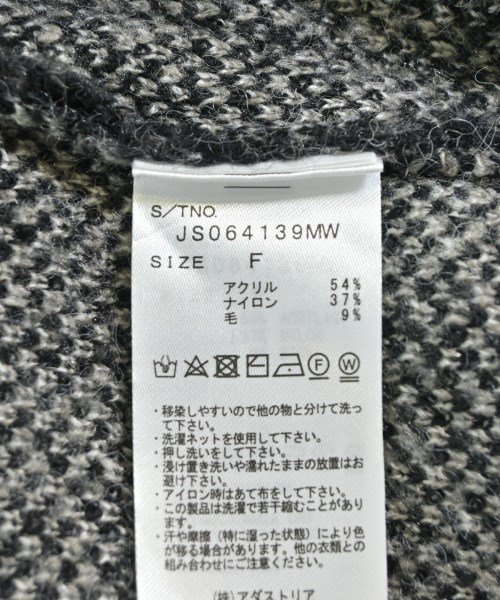 S/TNO.
JS064139MW
SIZE F
アクリル 54%
ナイロン 37%
毛 9%
F W
・移染しやすいので他の物と分けて洗っ
て下さい。
・洗濯ネットを使用して下さい。
・押し洗いをして下さい。
・浸け置き洗いや濡れたままの放置はお
避け下さい。
・アイロン時はあて布をして下さい。
・この製品は洗濯で若干縮むことがあり
ます。
・汗や摩擦（特に湿った状態）により色
が移る場合があります。他の衣類との
組み合わせにご注意ください。
(株)アダストリア